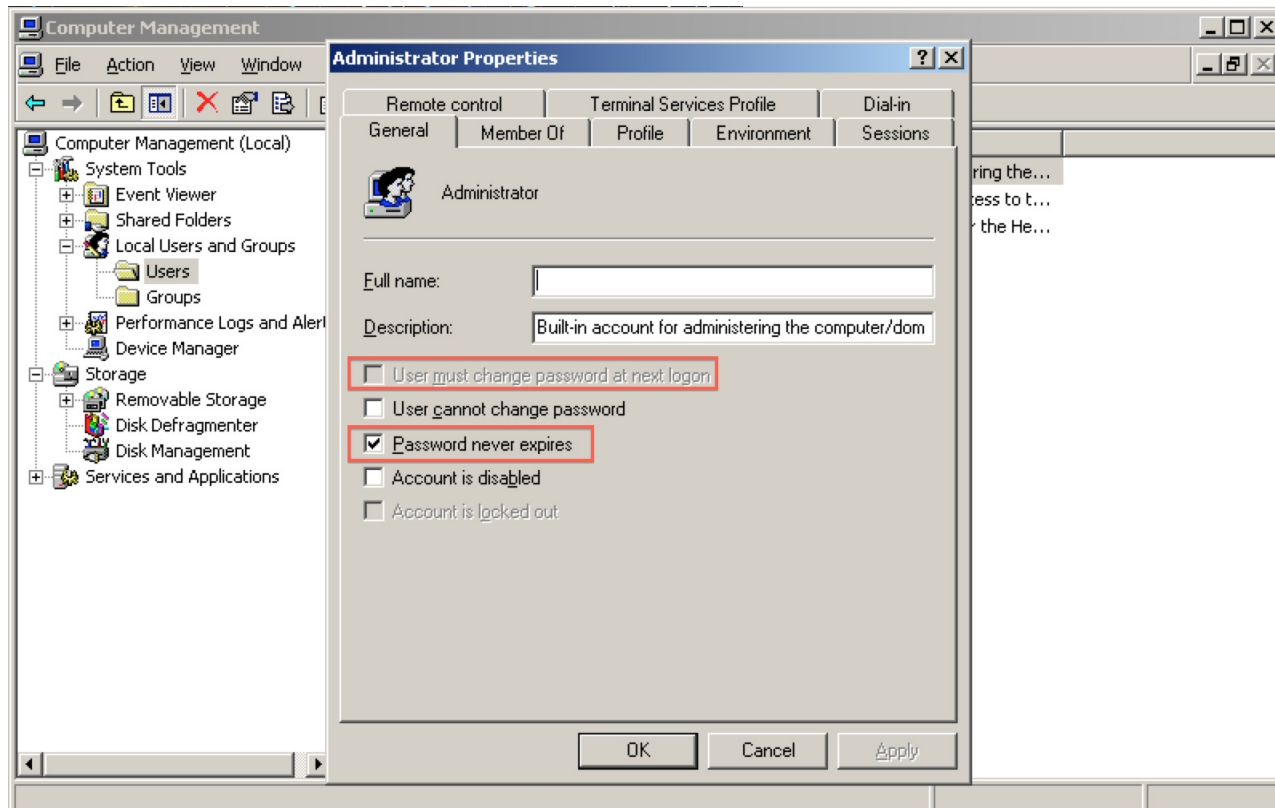 Computer Management
File Action View Window
Administrator Properties
Remote control Terminal Services Profile Dial-in
General Member Of Profile Environment Sessions
Computer Management (Local)
System Tools
Event Viewer
Shared Folders
Local Users and Groups
Users
Groups
Performance Logs and Aler
Device Manager
Storage
Removable Storage
Disk Defragmenter
Disk Management
Services and Applications
Administrator
Full name:
Description: Built-in account for administering the computer/dom
User must change password at next logon
User cannot change password
Password never expires
Account is disabled
Account is locked out
OK Cancel Apply
ring the...
cess to t...
the He...